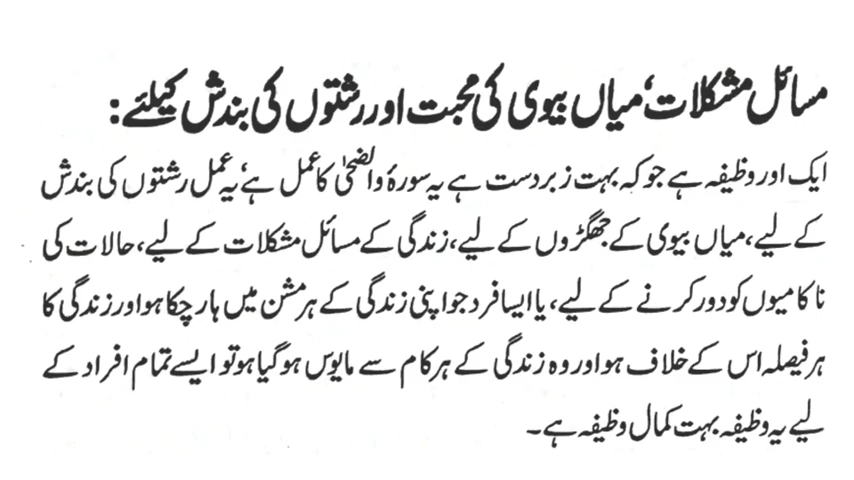 مسائل مشکلات، میاں بیوی کی محبت اور رشتوں کی بندش کیلئے:
ایک اور وظیفہ ہے جو کہ بہت زبردست ہے یہ سورۂ والضحیٰ کا عمل ہے، یہ عمل رشتوں کی بندش
کے لیے، میاں بیوی کے جھگڑوں کے لیے، زندگی کے مسائل مشکلات کے لیے، حالات کی
ناکامیوں کو دور کرنے کے لیے، یا ایسا فرد جو اپنی زندگی کے ہر مشن میں ہار چکا ہو اور زندگی کا
ہر فیصلہ اس کے خلاف ہو اور وہ زندگی کے ہر کام سے مایوس ہو گیا ہو تو ایسے تمام افراد کے
لیے یہ وظیفہ بہت کمال وظیفہ ہے۔